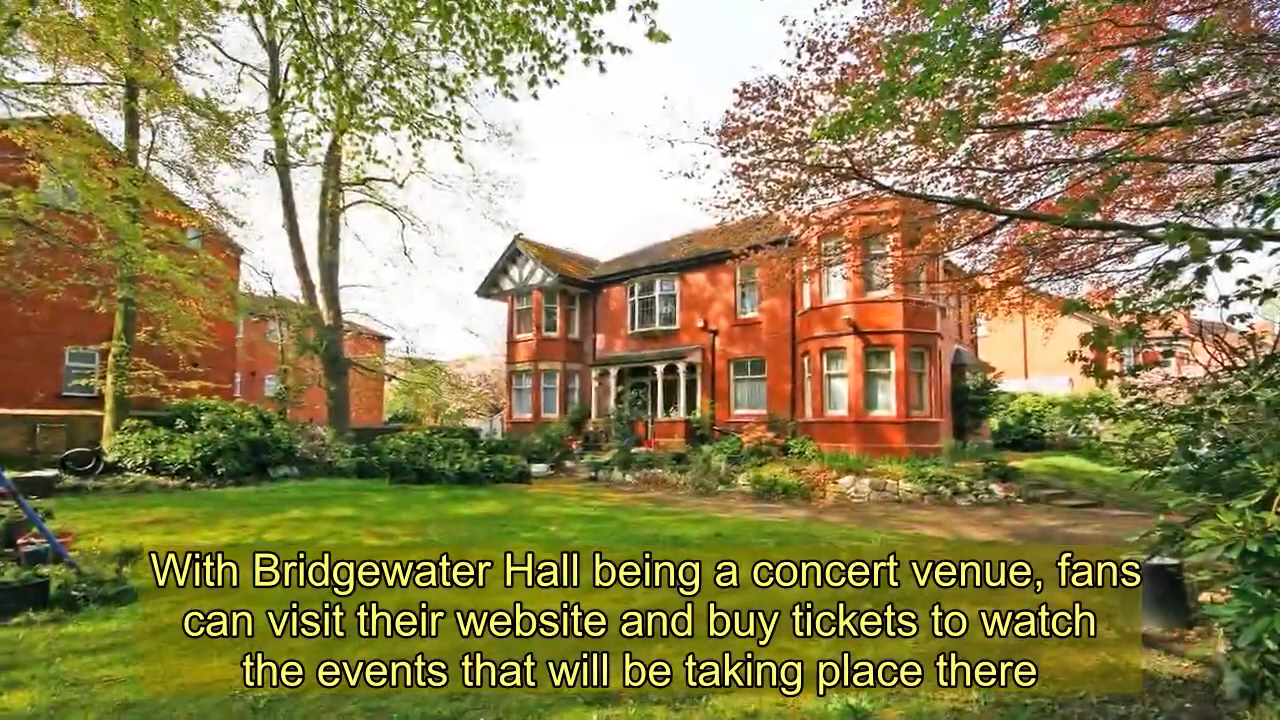 With Bridgewater Hall being a concert venue, fans
can visit their website and buy tickets to watch
the events that will be taking place there